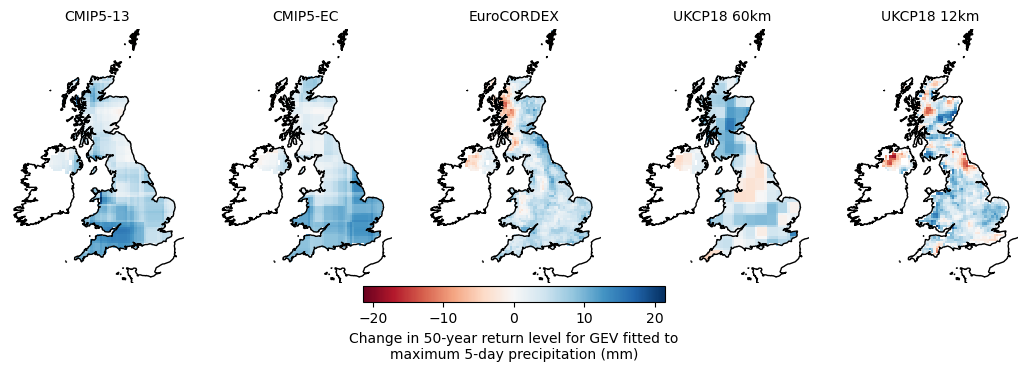 CMIP5-13 CMIP5-EC EuroCORDEX UKCP18 60km UKCP18 12km
−20 −10 0 10 20
Change in 50-year return level for GEV fitted to
maximum 5-day precipitation (mm)